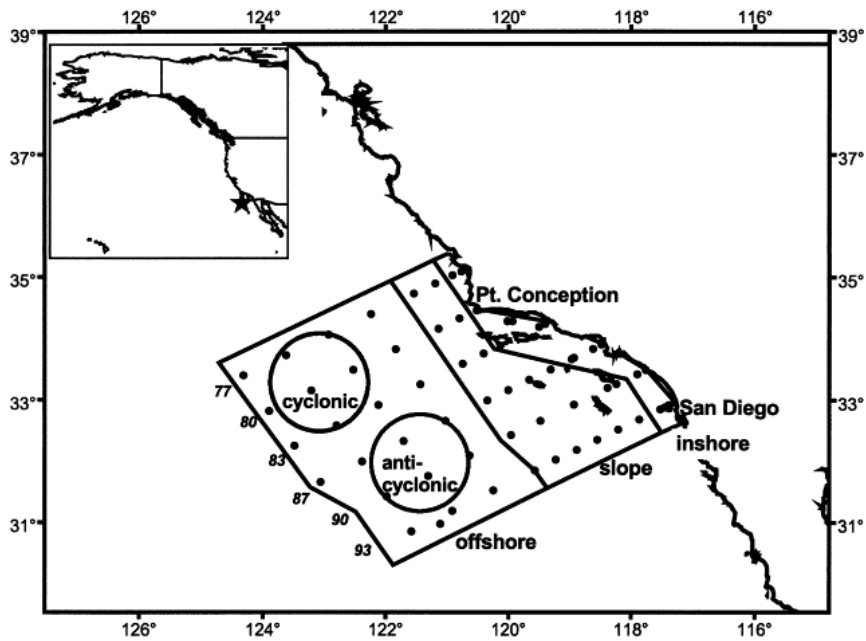 126° 124° 122° 120° 118° 116°
39° 39°
37° 37°
35° 35°
Pt. Conception
33° 33°
77
cyclonic
80
San Diego
83
anti-
cyclonic
inshore
slope
87
31° 31°
90
offshore
93
126° 124° 122° 120° 118° 116°